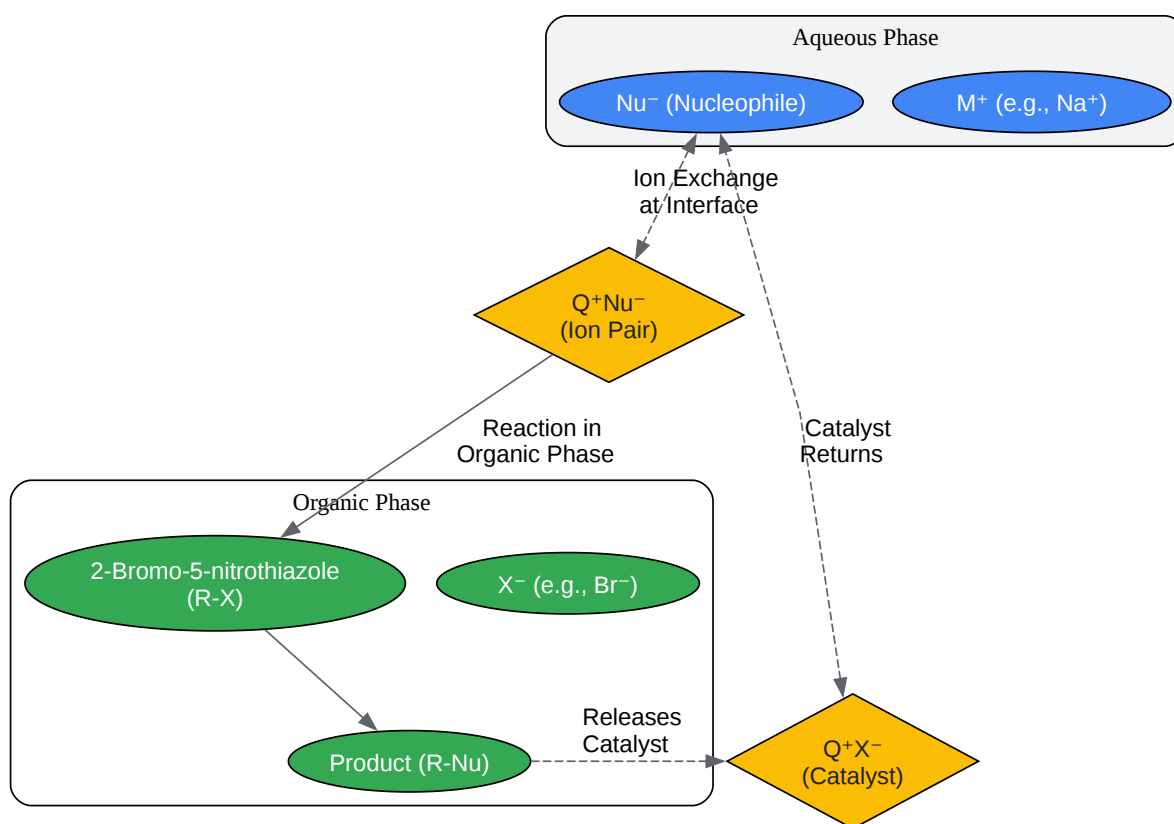 Aqueous Phase
Nu⁻ (Nucleophile)
M⁺ (e.g., Na⁺)
Ion Exchange
at Interface
Q⁺Nu⁻
(Ion Pair)
Reaction in
Organic Phase
Catalyst
Returns
Organic Phase
2-Bromo-5-nitrothiazole
(R-X)
X⁻ (e.g., Br⁻)
Releases
Catalyst
Product (R-Nu)
Q⁺X⁻
(Catalyst)